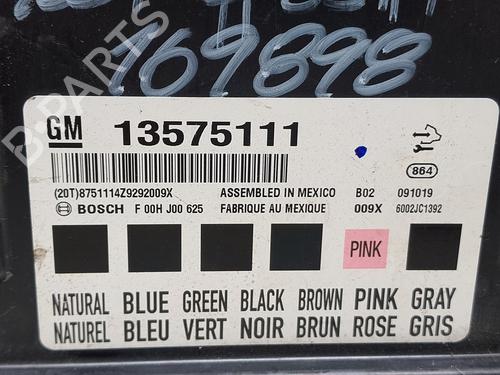 169898
GM 13575111
864
(20T)8751114Z9292009X ASSEMBLED IN MEXICO B02 091019
BOSCH F 00H J00 625 FABRIQUE AU MEXIQUE 009X 6002JC1392
PINK
NATURAL BLUE GREEN BLACK BROWN PINK GRAY
NATUREL BLEU VERT NOIR BRUN ROSE GRIS
B-Parts